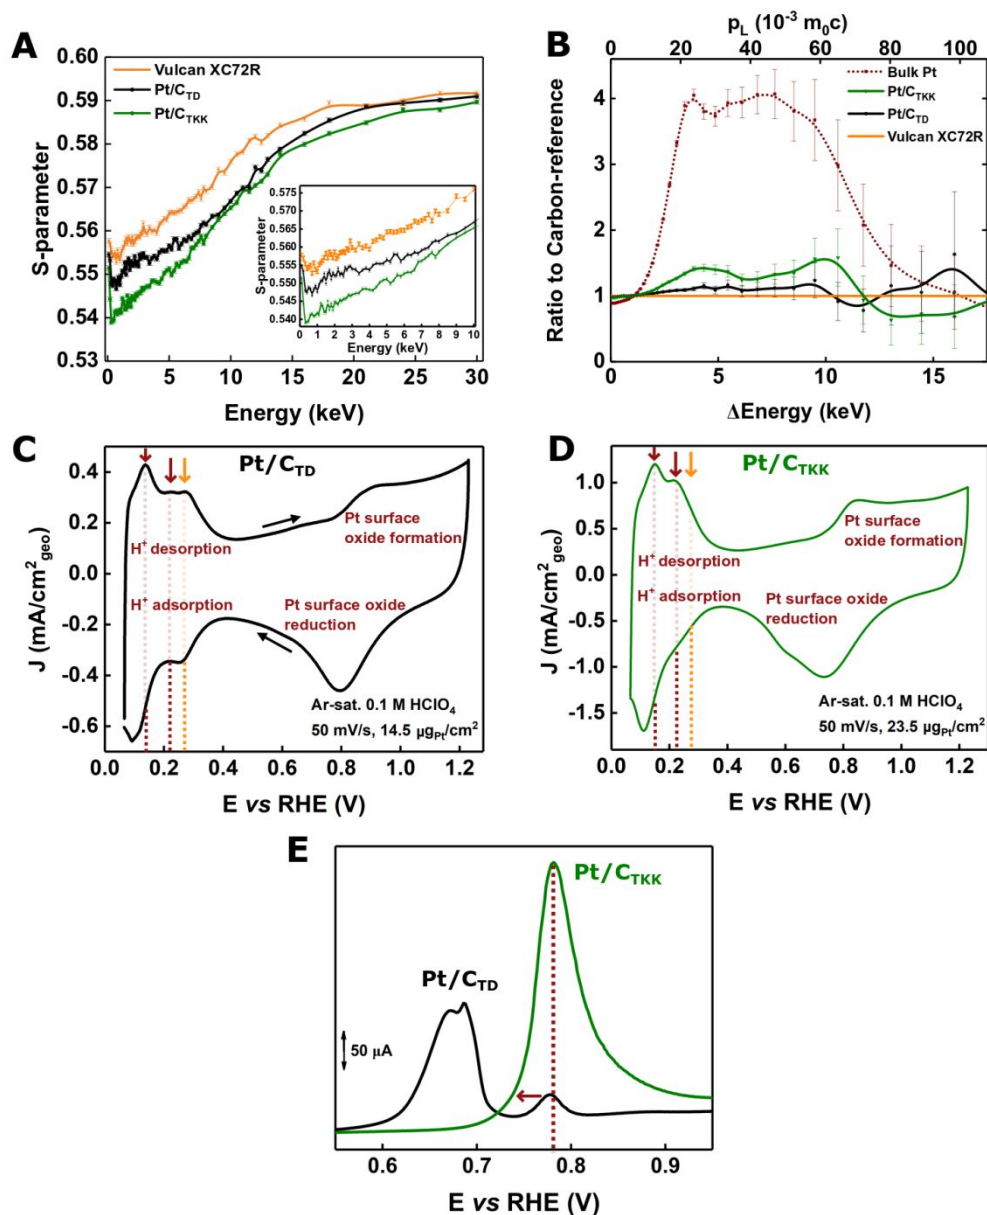 A
Vulcan XC72R
Pt/C_TD
Pt/C_TKK
S-parameter
0.60
0.59
0.58
0.57
0.56
0.55
0.54
0.53
0 5 10 15 20 25 30
Energy (keV)
S-parameter
0.575
0.570
0.565
0.560
0.555
0.550
0.545
0.540
0 1 2 3 4 5 6 7 8 9 10
Energy (keV)
B
p_L (10⁻³ m₀c)
0 20 40 60 80 100
Bulk Pt
Pt/C_TKK
Pt/C_TD
Vulcan XC72R
Ratio to Carbon-reference
4
2
1
0
0 5 10 15
ΔEnergy (keV)
C
Pt/C_TD
J (mA/cm²_geo)
0.4
0.2
0.0
-0.2
-0.4
-0.6
H⁺ desorption
Pt surface
oxide formation
H⁺ adsorption
Pt surface oxide
reduction
Ar-sat. 0.1 M HClO₄
50 mV/s, 14.5 µg_Pt/cm²
0.0 0.2 0.4 0.6 0.8 1.0 1.2
E vs RHE (V)
D
Pt/C_TKK
J (mA/cm²_geo)
1.0
0.5
0.0
-0.5
-1.0
-1.5
Pt surface
oxide formation
H⁺ desorption
H⁺ adsorption
Pt surface oxide
reduction
Ar-sat. 0.1 M HClO₄
50 mV/s, 23.5 µg_Pt/cm²
0.0 0.2 0.4 0.6 0.8 1.0 1.2
E vs RHE (V)
E
Pt/C_TKK
Pt/C_TD
50 µA
0.6 0.7 0.8 0.9
E vs RHE (V)